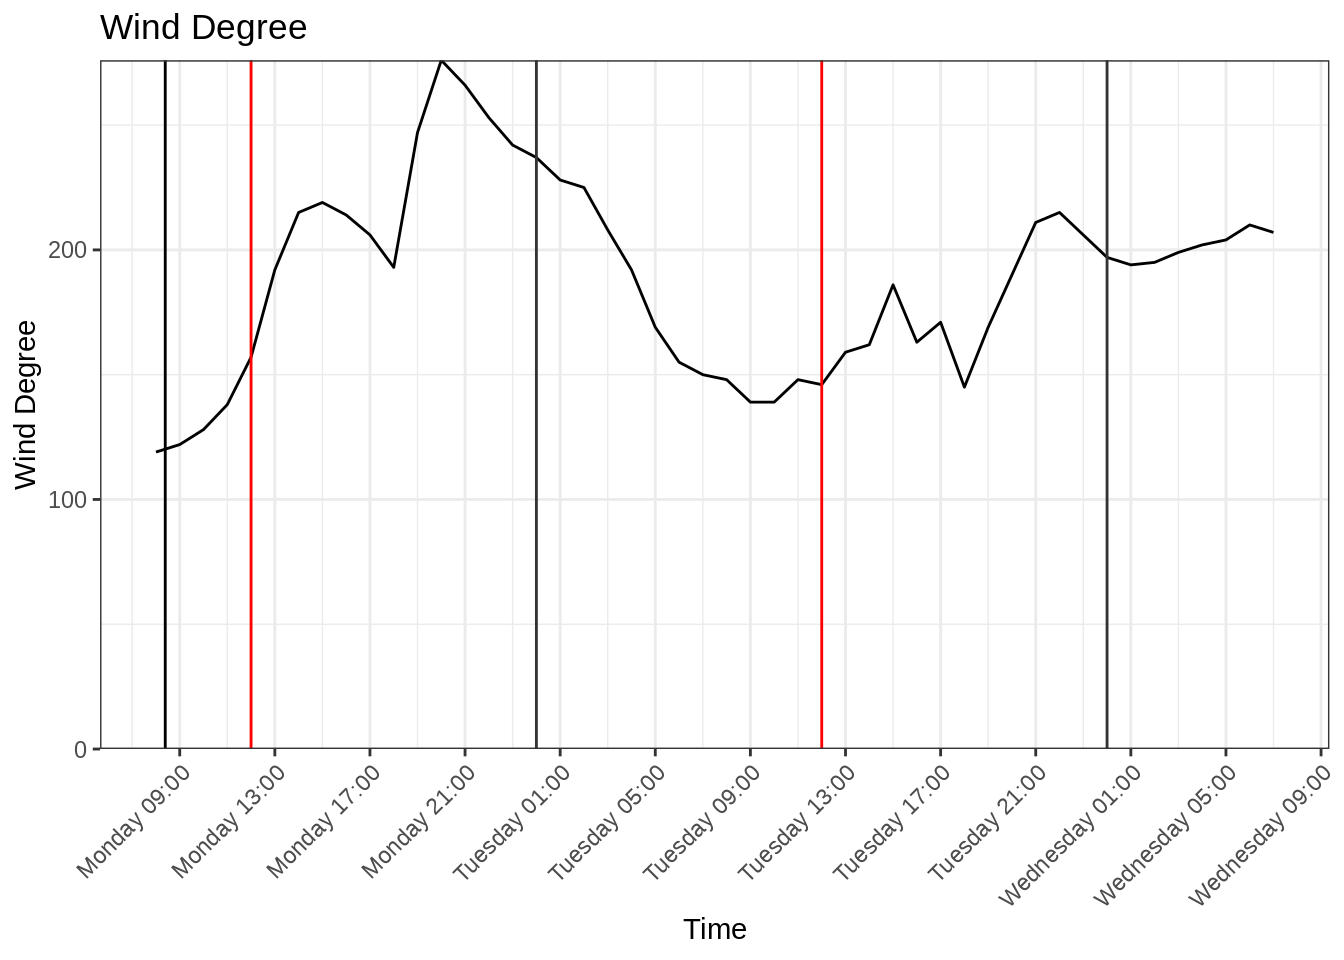 Wind Degree
Wind Degree
200
100
0
Monday 09:00
Monday 13:00
Monday 17:00
Monday 21:00
Tuesday 01:00
Tuesday 05:00
Tuesday 09:00
Tuesday 13:00
Tuesday 17:00
Tuesday 21:00
Wednesday 01:00
Wednesday 05:00
Wednesday 09:00
Time